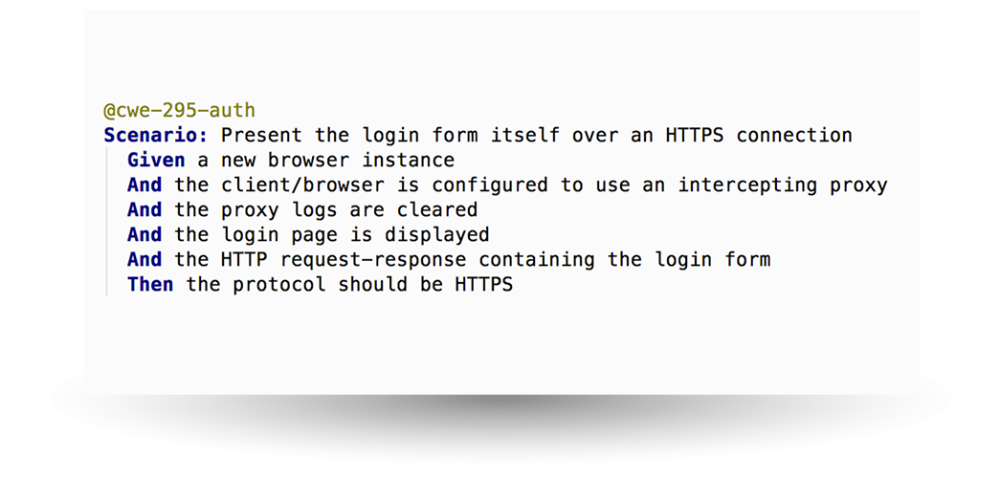 @cwe-295-auth
Scenario: Present the login form itself over an HTTPS connection
Given a new browser instance
And the client/browser is configured to use an intercepting proxy
And the proxy logs are cleared
And the login page is displayed
And the HTTP request-response containing the login form
Then the protocol should be HTTPS